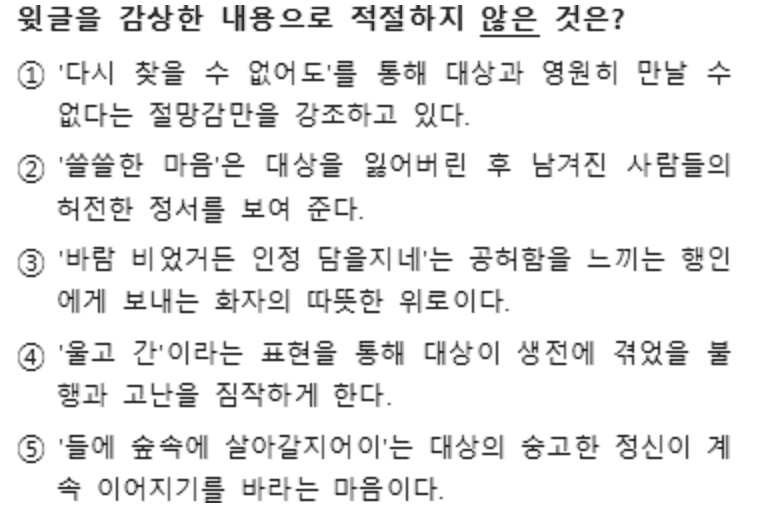 윗글을 감상한 내용으로 적절하지 않은 것은?
① '다시 찾을 수 없어도'를 통해 대상과 영원히 만날 수
없다는 절망감만을 강조하고 있다.
② '쓸쓸한 마음'은 대상을 잃어버린 후 남겨진 사람들의
허전한 정서를 보여 준다.
③ '바람 비었거든 인정 담을지네'는 공허함을 느끼는 행인
에게 보내는 화자의 따뜻한 위로이다.
④ '울고 간'이라는 표현을 통해 대상이 생전에 겪었을 불
행과 고난을 짐작하게 한다.
⑤ '들에 숲속에 살아갈지어이'는 대상의 숭고한 정신이 계
속 이어지기를 바라는 마음이다.